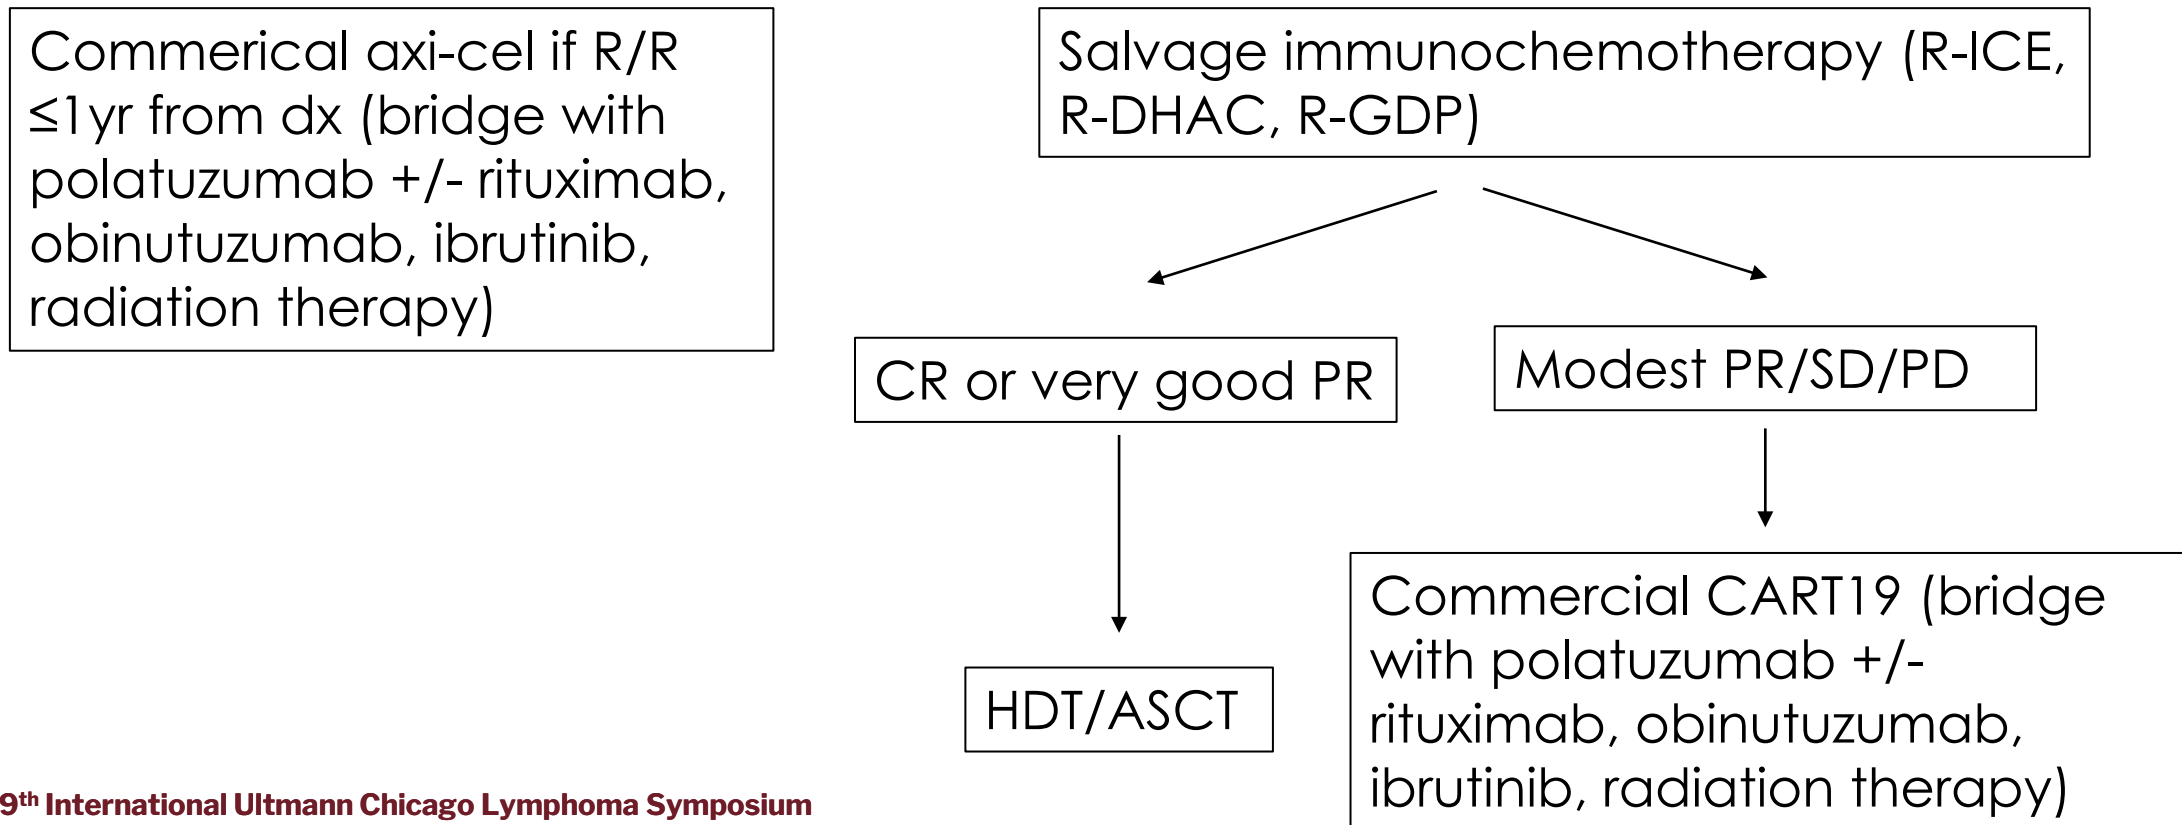 Commerical axi-cel if R/R
≤1yr from dx (bridge with
polatuzumab +/- rituximab,
obinutuzumab, ibrutinib,
radiation therapy)
Salvage immunochemotherapy (R-ICE,
R-DHAC, R-GDP)
CR or very good PR
Modest PR/SD/PD
HDT/ASCT
Commercial CART19 (bridge
with polatuzumab +/-
rituximab, obinutuzumab,
ibrutinib, radiation therapy)
9th International Ultmann Chicago Lymphoma Symposium